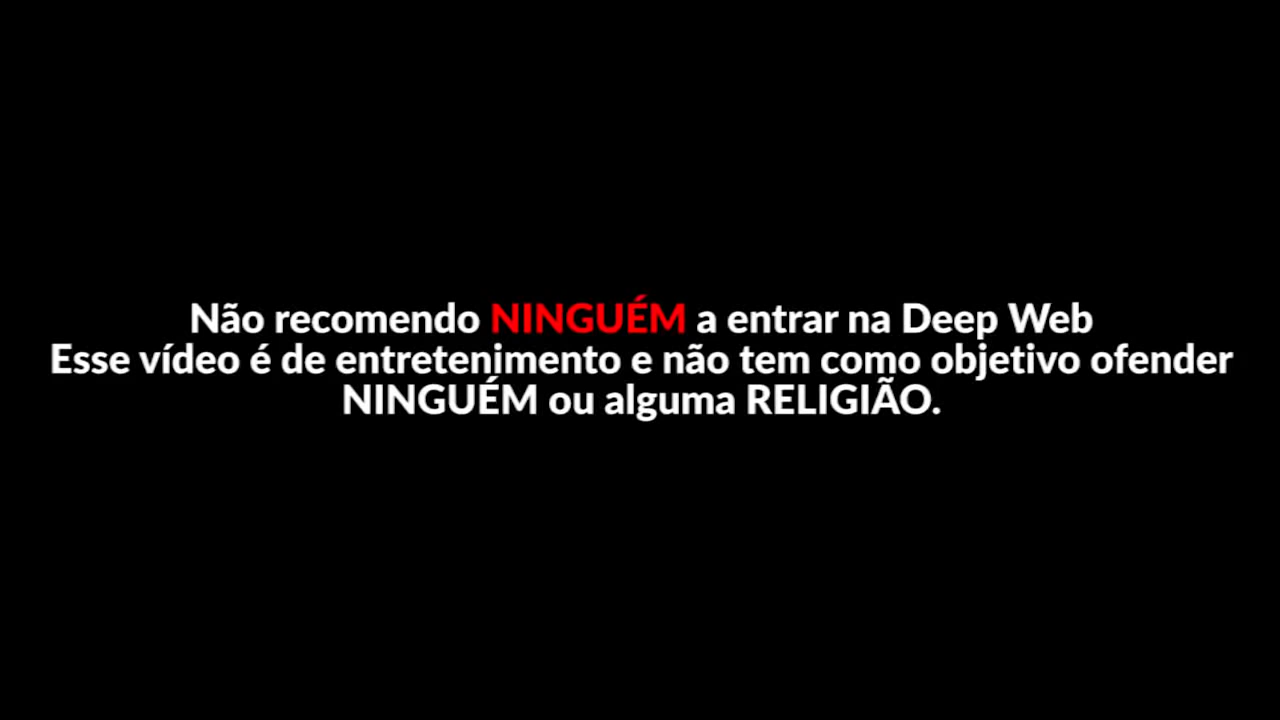 Não recomendo NINGUÉM a entrar na Deep Web
Esse vídeo é de entretenimento e não tem como objetivo ofender
NINGUÉM ou alguma RELIGIÃO.